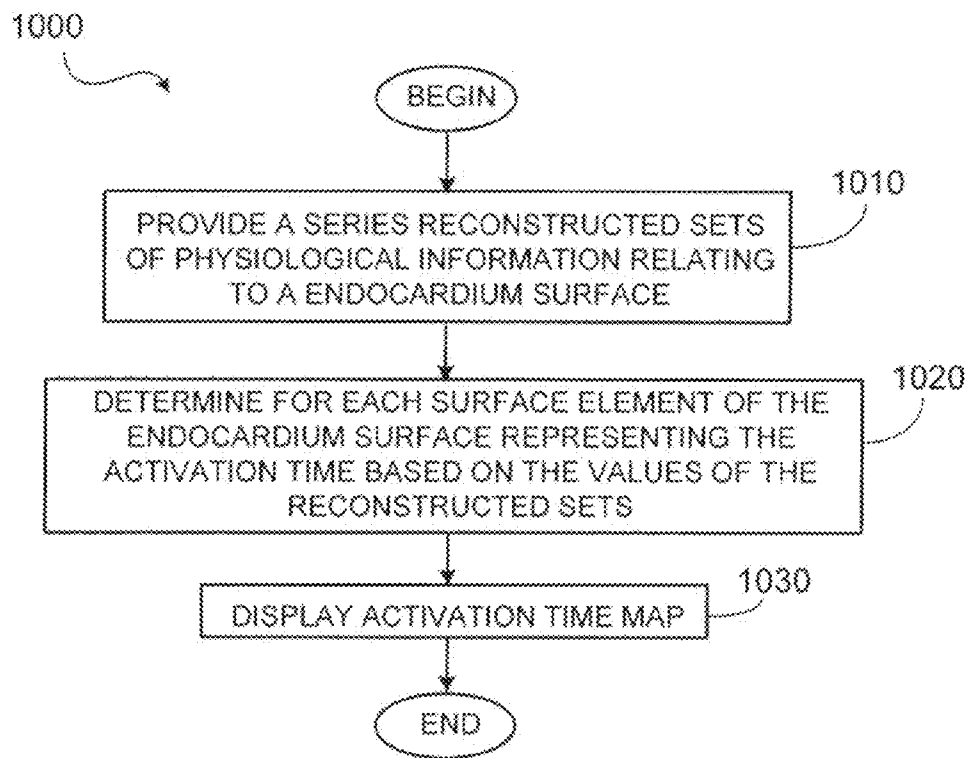 1000
BEGIN
1010
PROVIDE A SERIES RECONSTRUCTED SETS
OF PHYSIOLOGICAL INFORMATION RELATING
TO A ENDOCARDIUM SURFACE
1020
DETERMINE FOR EACH SURFACE ELEMENT OF THE
ENDOCARDIUM SURFACE REPRESENTING THE
ACTIVATION TIME BASED ON THE VALUES OF THE
RECONSTRUCTED SETS
1030
DISPLAY ACTIVATION TIME MAP
END